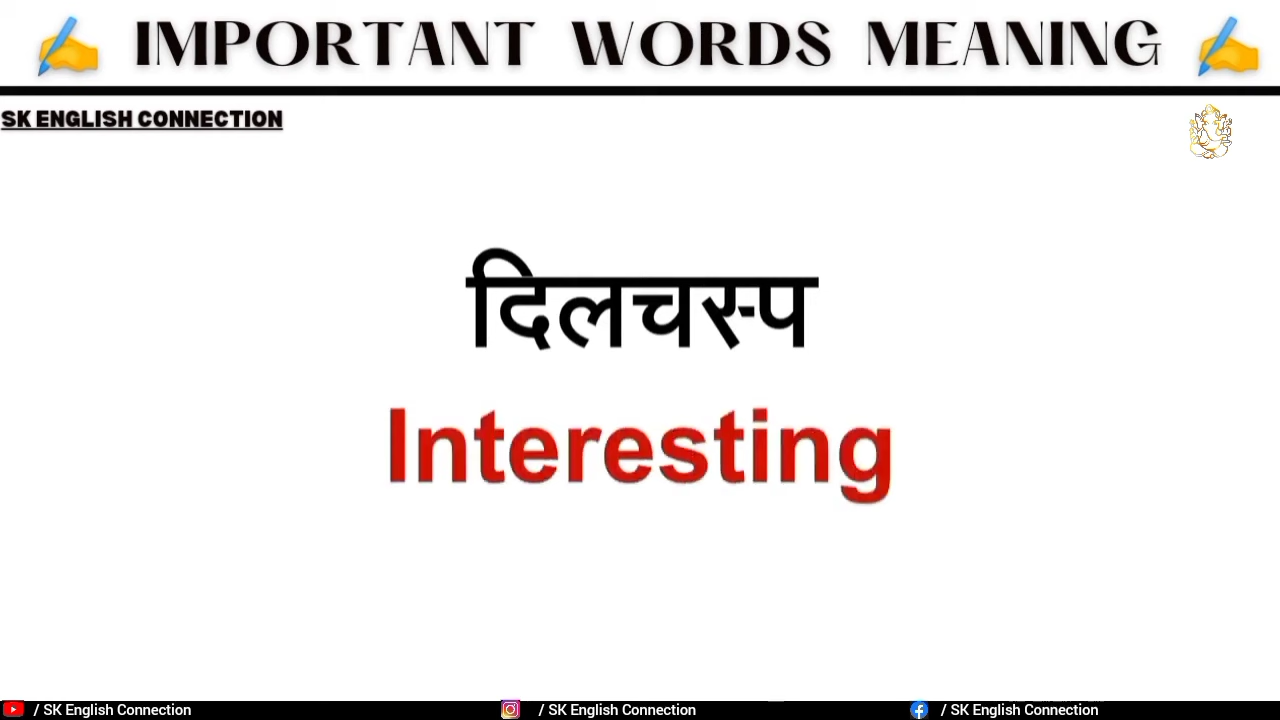 ✍️ IMPORTANT WORDS MEANING ✍️
SK ENGLISH CONNECTION
दिलचस्प
Interesting
/ SK English Connection
/ SK English Connection
/ SK English Connection